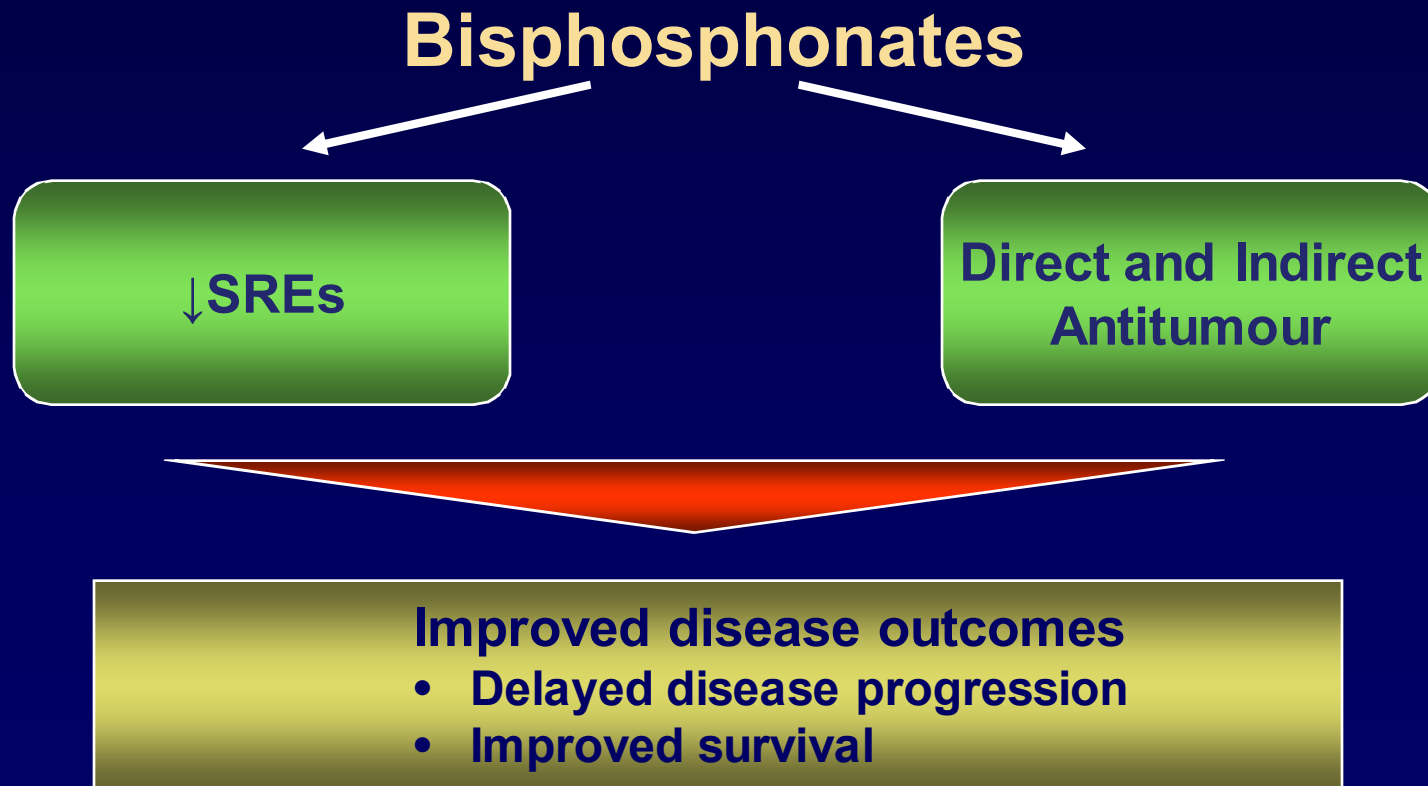 Bisphosphonates
↓SREs
Direct and Indirect
Antitumour
Improved disease outcomes
• Delayed disease progression
• Improved survival